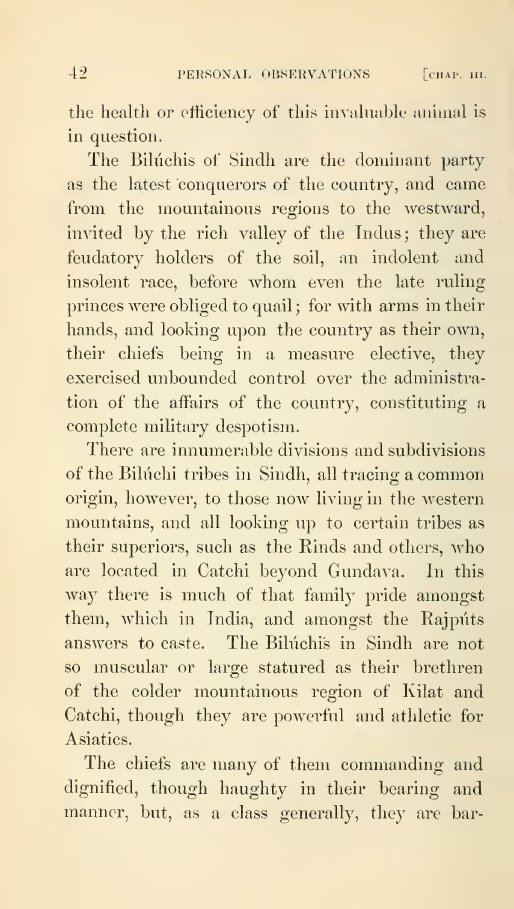 42 PERSONAL OBSERVATIONS [CHAP. III.
the health or efficiency of this invaluable animal is
in question.
The Bilúchis of Sindh are the dominant party
as the latest conquerors of the country, and came
from the mountainous regions to the westward,
invited by the rich valley of the Indus; they are
feudatory holders of the soil, an indolent and
insolent race, before whom even the late ruling
princes were obliged to quail; for with arms in their
hands, and looking upon the country as their own,
their chiefs being in a measure elective, they
exercised unbounded control over the administra-
tion of the affairs of the country, constituting a
complete military despotism.
There are innumerable divisions and subdivisions
of the Bilúchi tribes in Sindh, all tracing a common
origin, however, to those now living in the western
mountains, and all looking up to certain tribes as
their superiors, such as the Rinds and others, who
are located in Catchi beyond Gundava. In this
way there is much of that family pride amongst
them, which in India, and amongst the Rajpúts
answers to caste. The Bilúchis in Sindh are not
so muscular or large statured as their brethren
of the colder mountainous region of Kilat and
Catchi, though they are powerful and athletic for
Asiatics.
The chiefs are many of them commanding and
dignified, though haughty in their bearing and
manner, but, as a class generally, they are bar-